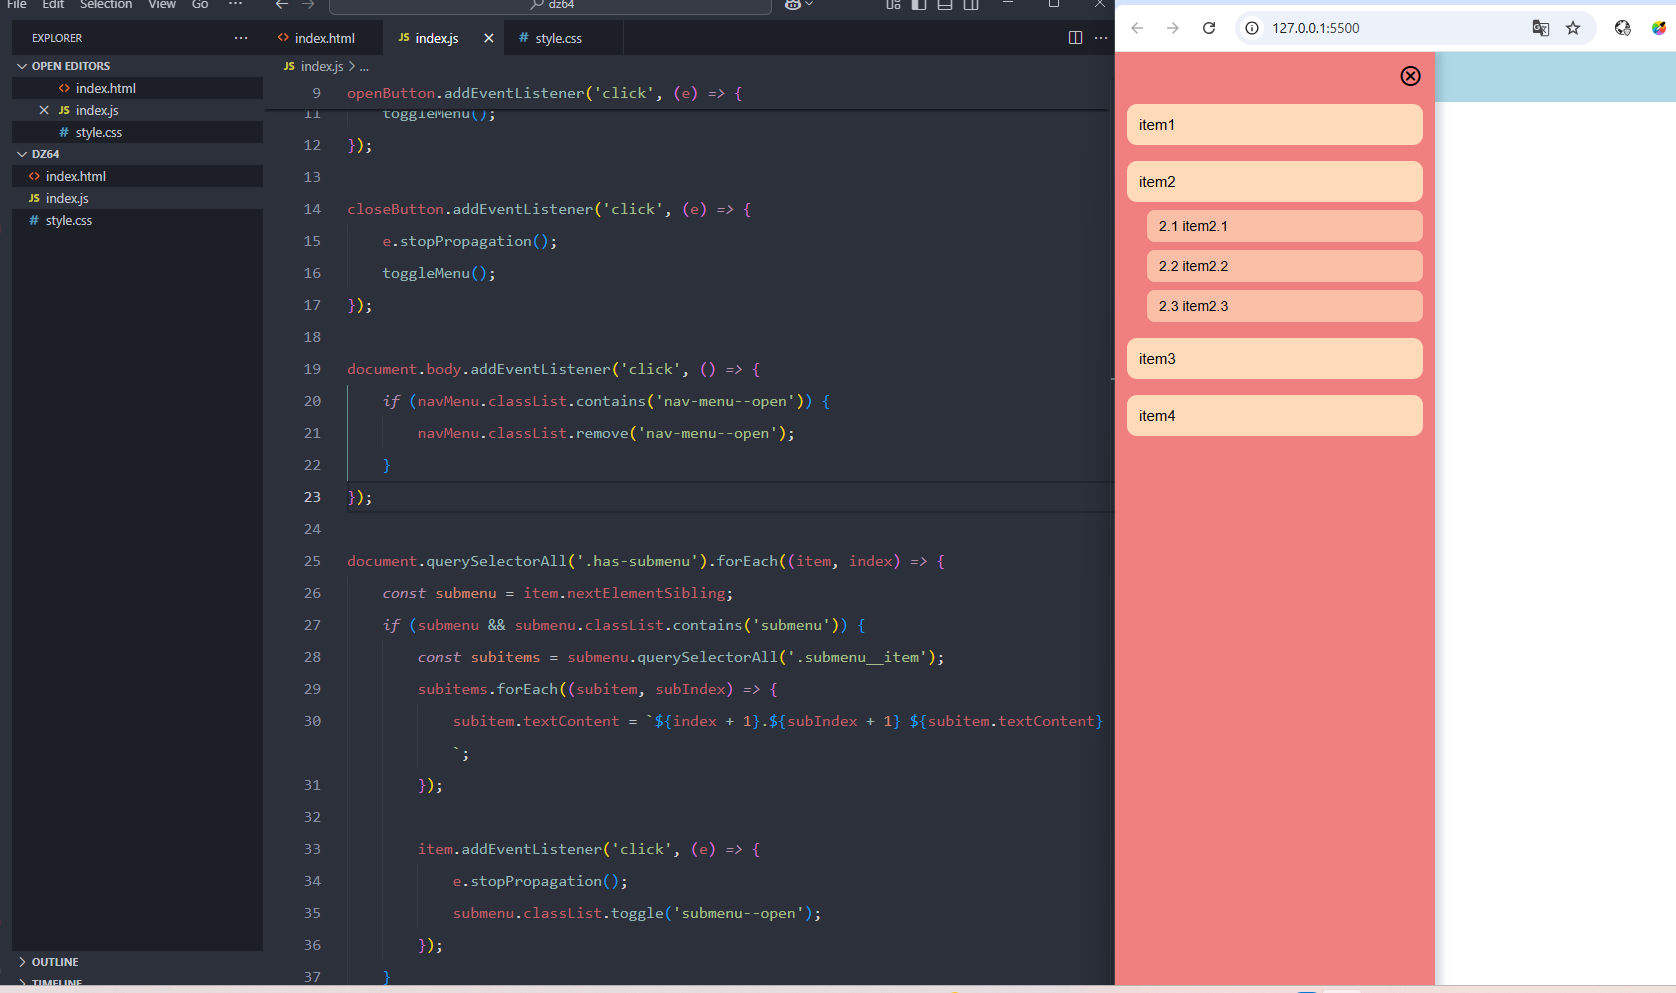 File Edit Selection View Go ··· dz64
EXPLORER ···
OPEN EDITORS
index.html
JS index.js
# style.css
DZ64
index.html
JS index.js
# style.css
OUTLINE
TIMELINE
index.html JS index.js # style.css ···
JS index.js > ...
9 openButton.addEventListener('click', (e) => {
11 toggleMenu();
12 });
13
14 closeButton.addEventListener('click', (e) => {
15 e.stopPropagation();
16 toggleMenu();
17 });
18
19 document.body.addEventListener('click', () => {
20 if (navMenu.classList.contains('nav-menu--open')) {
21 navMenu.classList.remove('nav-menu--open');
22 }
23 });
24
25 document.querySelectorAll('.has-submenu').forEach((item, index) => {
26 const submenu = item.nextElementSibling;
27 if (submenu && submenu.classList.contains('submenu')) {
28 const subitems = submenu.querySelectorAll('.submenu__item');
29 subitems.forEach((subitem, subIndex) => {
30 subitem.textContent = `${index + 1}.${subIndex + 1} ${subitem.textContent}
`;
31 });
32
33 item.addEventListener('click', (e) => {
34 e.stopPropagation();
35 submenu.classList.toggle('submenu--open');
36 });
37 }
127.0.0.1:5500
item1
item2
2.1 item2.1
2.2 item2.2
2.3 item2.3
item3
item4